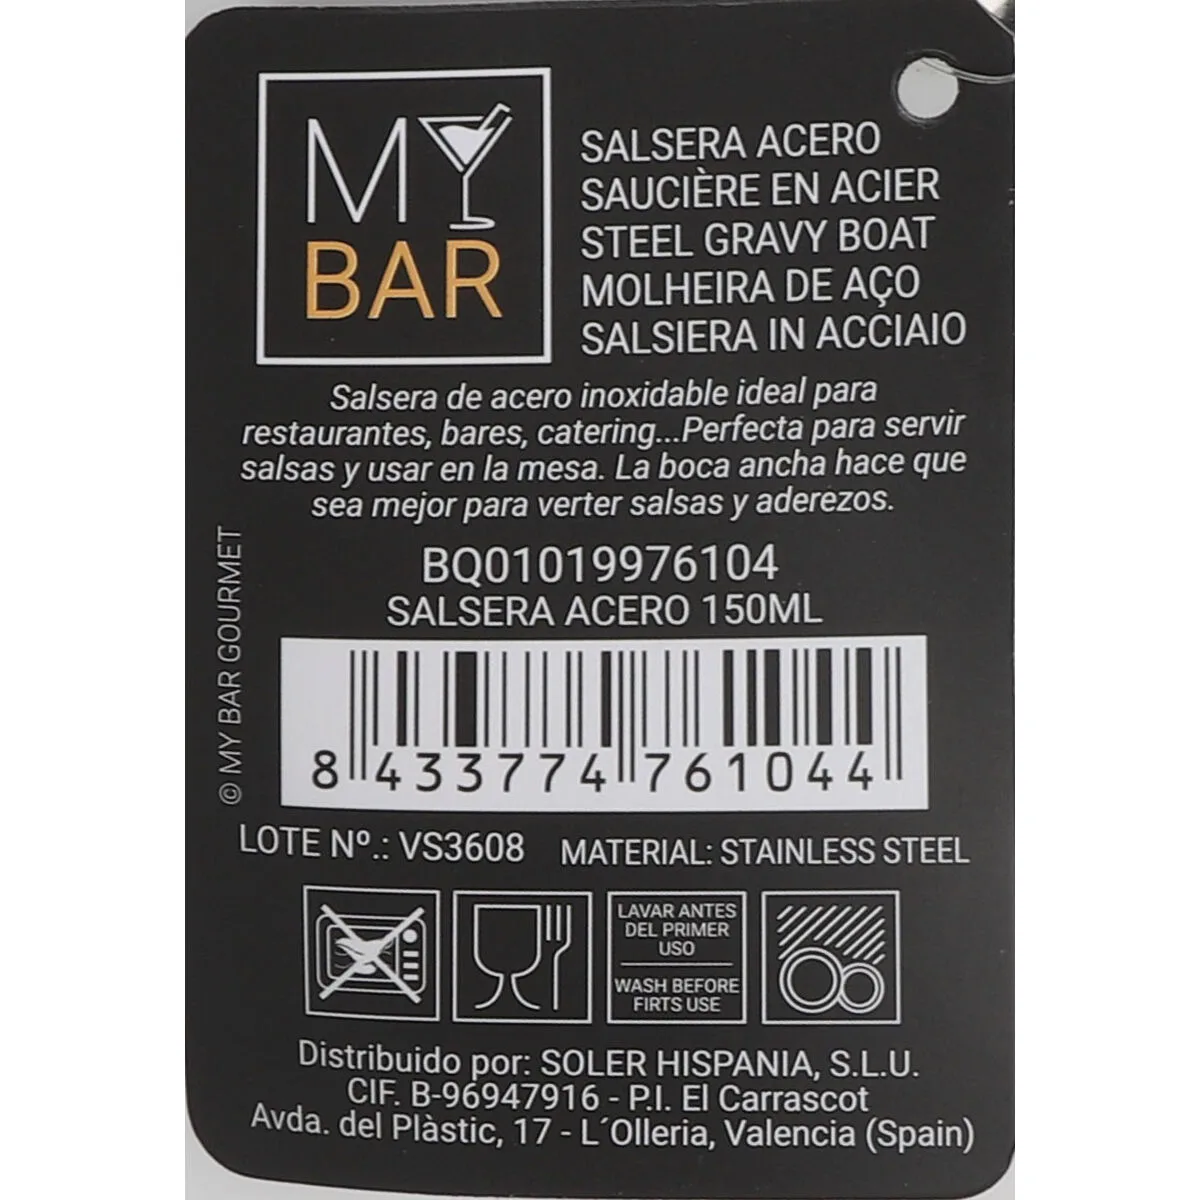 MY
BAR
SALSERA ACERO
SAUCIÈRE EN ACIER
STEEL GRAVY BOAT
MOLHEIRA DE AÇO
SALSIERA IN ACCIAIO
Salsera de acero inoxidable ideal para
restaurantes, bares, catering...Perfecta para servir
salsas y usar en la mesa. La boca ancha hace que
sea mejor para verter salsas y aderezos.
BQ01019976104
SALSERA ACERO 150ML
8 433774 761044
© MY BAR GOURMET
LOTE Nº.: VS3608 MATERIAL: STAINLESS STEEL
LAVAR ANTES
DEL PRIMER
USO
WASH BEFORE
FIRTS USE
Distribuido por: SOLER HISPANIA, S.L.U.
CIF. B-96947916 - P.I. El Carrascot
Avda. del Plàstic, 17 - L´Olleria, Valencia (Spain)